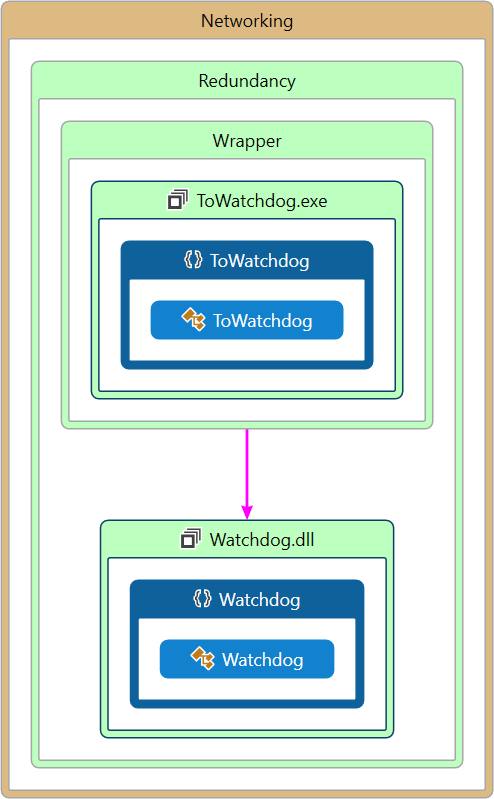 Networking
Redundancy
Wrapper
ToWatchdog.exe
{} ToWatchdog
ToWatchdog
Watchdog.dll
{} Watchdog
Watchdog